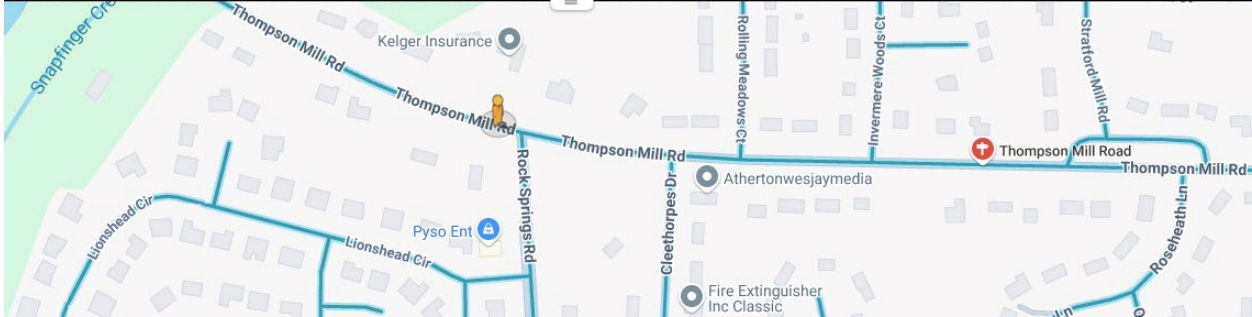 Snapfinger Cre
Thompson Mill Rd
Kelger Insurance
Thompson Mill Rd
Rolling Meadows Ct
Invermere Woods Ct
Stratford Mill Rd
Thompson Mill Rd
Thompson Mill Road
Thompson Mill Rd
Rock Springs Rd
Cleethorpes Dr
Athertonwesjaymedia
Lionshead Cir
Pyso Ent
Lionshead Cir
Roseheath Ln
Fire Extinguisher
Inc Classic
Ln